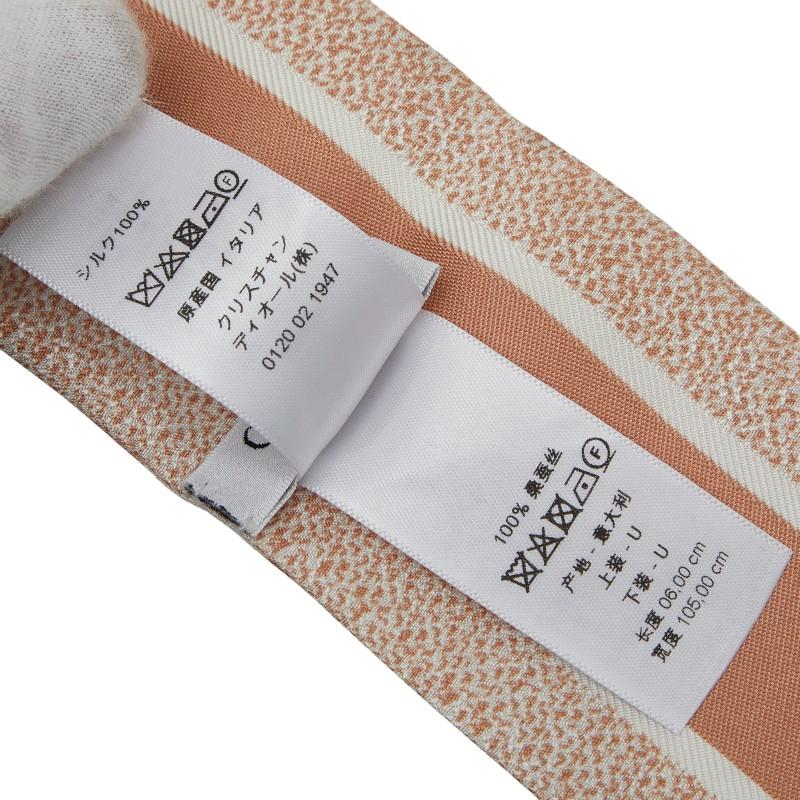 シルク100%
F
原産国 イタリア
クリスチャン
ディオール(株)
0120 02 1947
100% 桑蚕丝
F
产地 - 意大利
上装 - U
下装 - U
长度 06,00 cm
宽度 105,00 cm